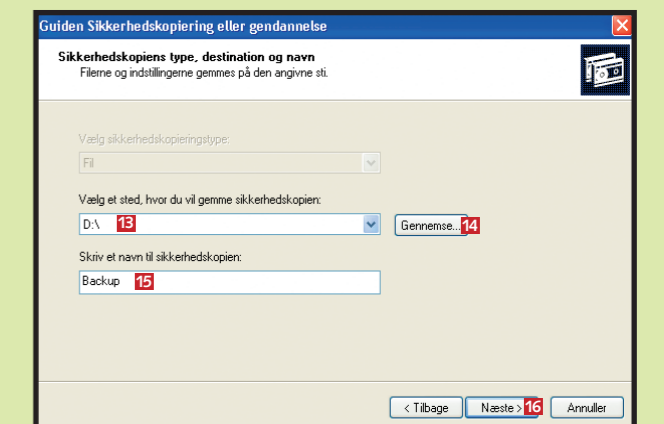 Guiden Sikkerhedskopiering eller gendannelse
Sikkerhedskopiens type, destination og navn
Filerne og indstillingerne gemmes på den angivne sti.
Vælg sikkerhedskopieringstype:
Fil
Vælg et sted, hvor du vil gemme sikkerhedskopien:
D:\ 13
Gennemse... 14
Skriv et navn til sikkerhedskopien:
Backup 15
< Tilbage Næste > 16 Annuller